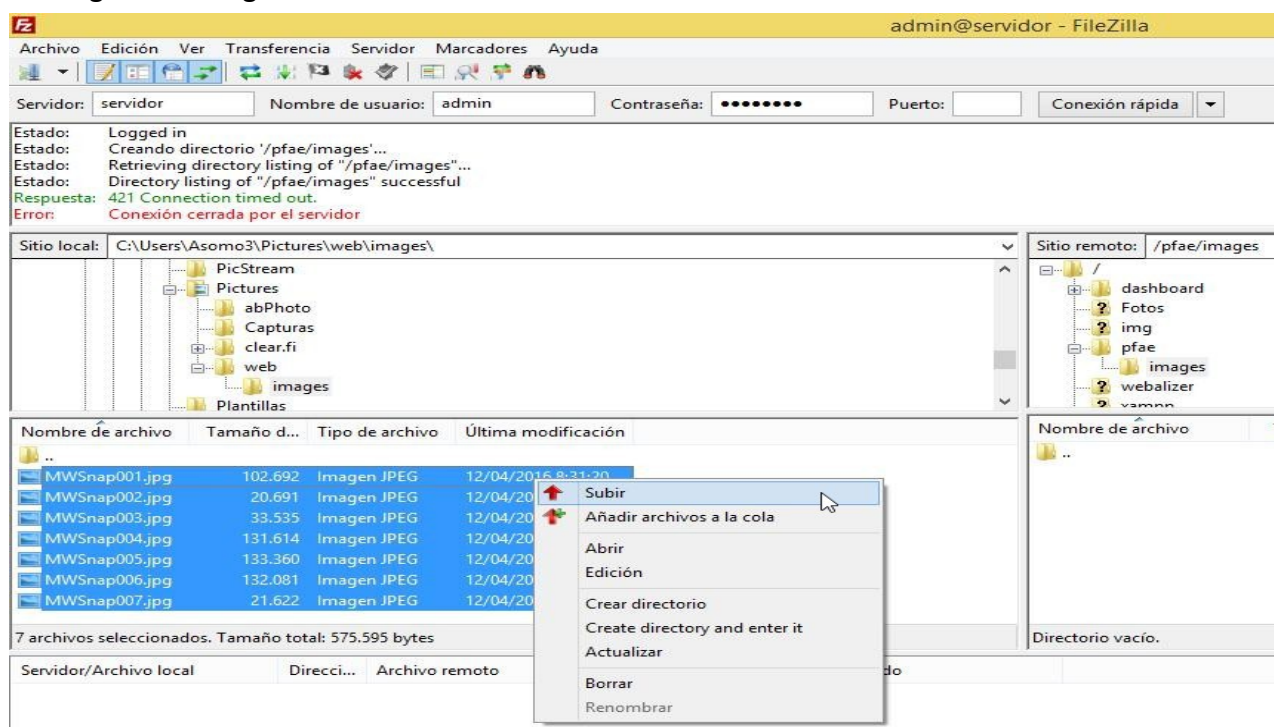 admin@servidor - FileZilla
Archivo Edición Ver Transferencia Servidor Marcadores Ayuda
Servidor: servidor Nombre de usuario: admin Contraseña: •••••••• Puerto: Conexión rápida
Estado: Logged in
Estado: Creando directorio '/pfae/images'...
Estado: Retrieving directory listing of "/pfae/images"...
Estado: Directory listing of "/pfae/images" successful
Respuesta: 421 Connection timed out.
Error: Conexión cerrada por el servidor
Sitio local: C:\Users\Asomo3\Pictures\web\images\
PicStream
Pictures
abPhoto
Capturas
clear.fi
web
images
Plantillas
Sitio remoto: /pfae/images
/
dashboard
Fotos
img
pfae
images
webalizer
xampp
Nombre de archivo Tamaño d... Tipo de archivo Última modificación
..
MWSnap001.jpg 102.692 Imagen JPEG 12/04/2016 8:31:20
MWSnap002.jpg 20.691 Imagen JPEG 12/04/20
MWSnap003.jpg 33.535 Imagen JPEG 12/04/20
MWSnap004.jpg 131.614 Imagen JPEG 12/04/20
MWSnap005.jpg 133.360 Imagen JPEG 12/04/20
MWSnap006.jpg 132.081 Imagen JPEG 12/04/20
MWSnap007.jpg 21.622 Imagen JPEG 12/04/20
7 archivos seleccionados. Tamaño total: 575.595 bytes
Subir
Añadir archivos a la cola
Abrir
Edición
Crear directorio
Create directory and enter it
Actualizar
Borrar
Renombrar
Nombre de archivo
..
Directorio vacío.
Servidor/Archivo local Direcci... Archivo remoto do